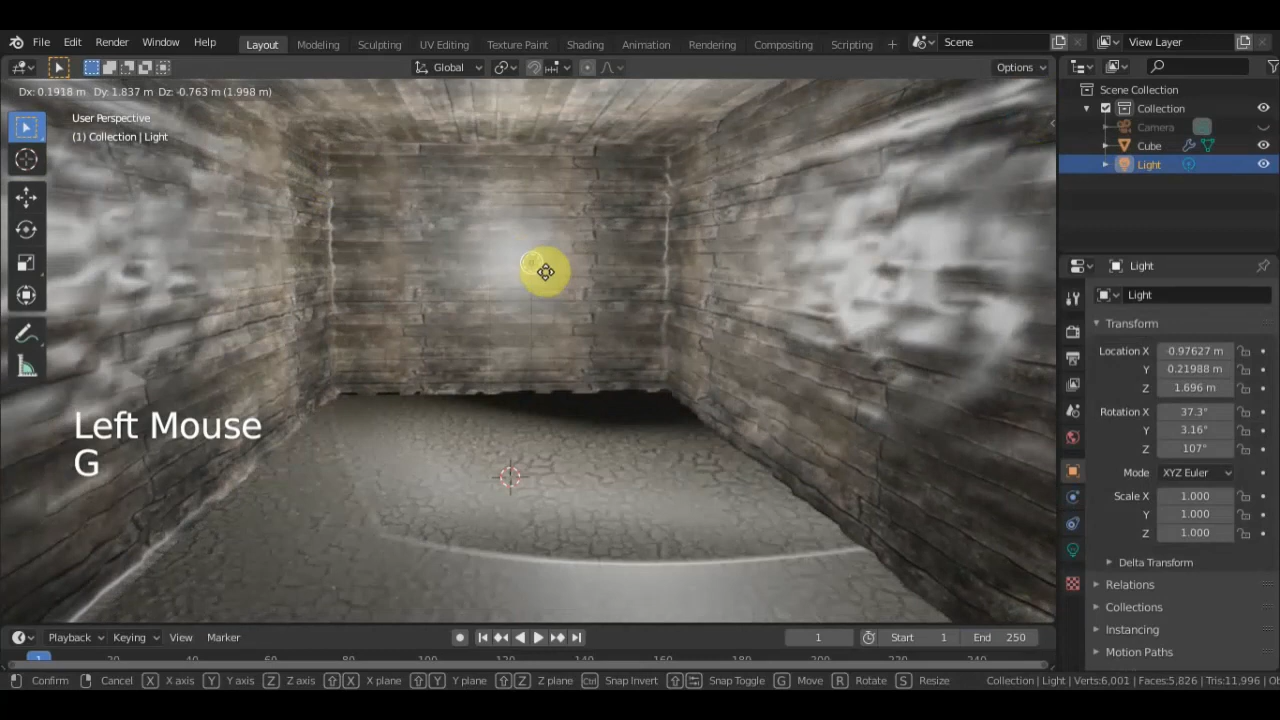 File Edit Render Window Help Layout Modeling Sculpting UV Editing Texture Paint Shading Animation Rendering Compositing Scripting + Scene View Layer
Global Options
Dx: 0.1918 m Dy: 1.837 m Dz: -0.763 m (1.998 m)
User Perspective
(1) Collection | Light
Scene Collection
Collection
Camera
Cube
Light
Light
Light
Transform
Location X 0.97627 m
Y 0.21988 m
Z 1.696 m
Rotation X 37.3°
Y 3.16°
Z 107°
Mode XYZ Euler
Scale X 1.000
Y 1.000
Z 1.000
Delta Transform
Relations
Collections
Instancing
Motion Paths
Left Mouse
G
Playback Keying View Marker 1 Start 1 End 250
1
Confirm Cancel X X axis Y Y axis Z Z axis X X plane Y Y plane Z Z plane Ctrl Snap Invert Snap Toggle G Move R Rotate S Resize Collection | Light | Verts:6,001 | Faces:5,826 | Tris:11,996 |